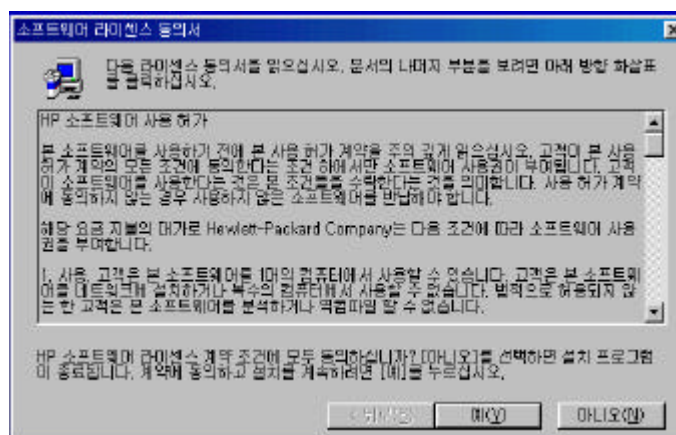 소프트웨어 라이센스 동의서
다음 라이센스 동의서를 읽으십시오. 문서의 나머지 부분를 보려면 아래 방향 화살표
를 클릭하십시오.
HP 소프트웨어 사용 허가
본 소프트웨어를 사용하기 전에 본 사용 허가 계약을 주의 깊게 읽으십시오. 고객이 본 사용
허가 계약의 모든 조건에 동의한다는 조건 하에서만 소프트웨어 사용권이 부여됩니다. 고객
이 소프트웨어를 사용한다는 것은 본 조건들을 수락한다는 것을 의미합니다. 사용 허가 계약
에 동의하지 않는 경우 사용하지 않은 소프트웨어를 반납해야 합니다.
해당 요금 지불의 대가로 Hewlett-Packard Company는 다음 조건에 따라 소프트웨어 사용
권을 부여합니다.
1. 사용. 고객은 본 소프트웨어를 1대의 컴퓨터에서 사용할 수 있습니다. 고객은 본 소프트웨
어를 네트워크에 설치하거나 복수의 컴퓨터에서 사용할 수 없습니다. 법적으로 허용되지 않
는 한 고객은 본 소프트웨어를 분석하거나 역컴파일 할 수 없습니다.
HP 소프트웨어 라이센스 계약 조건에 모두 동의하십니까? [아니오]를 선택하면 설치 프로그램
이 종료됩니다. 계약에 동의하고 설치를 계속하려면 [예]를 누르십시오.
예(Y)
아니오(N)